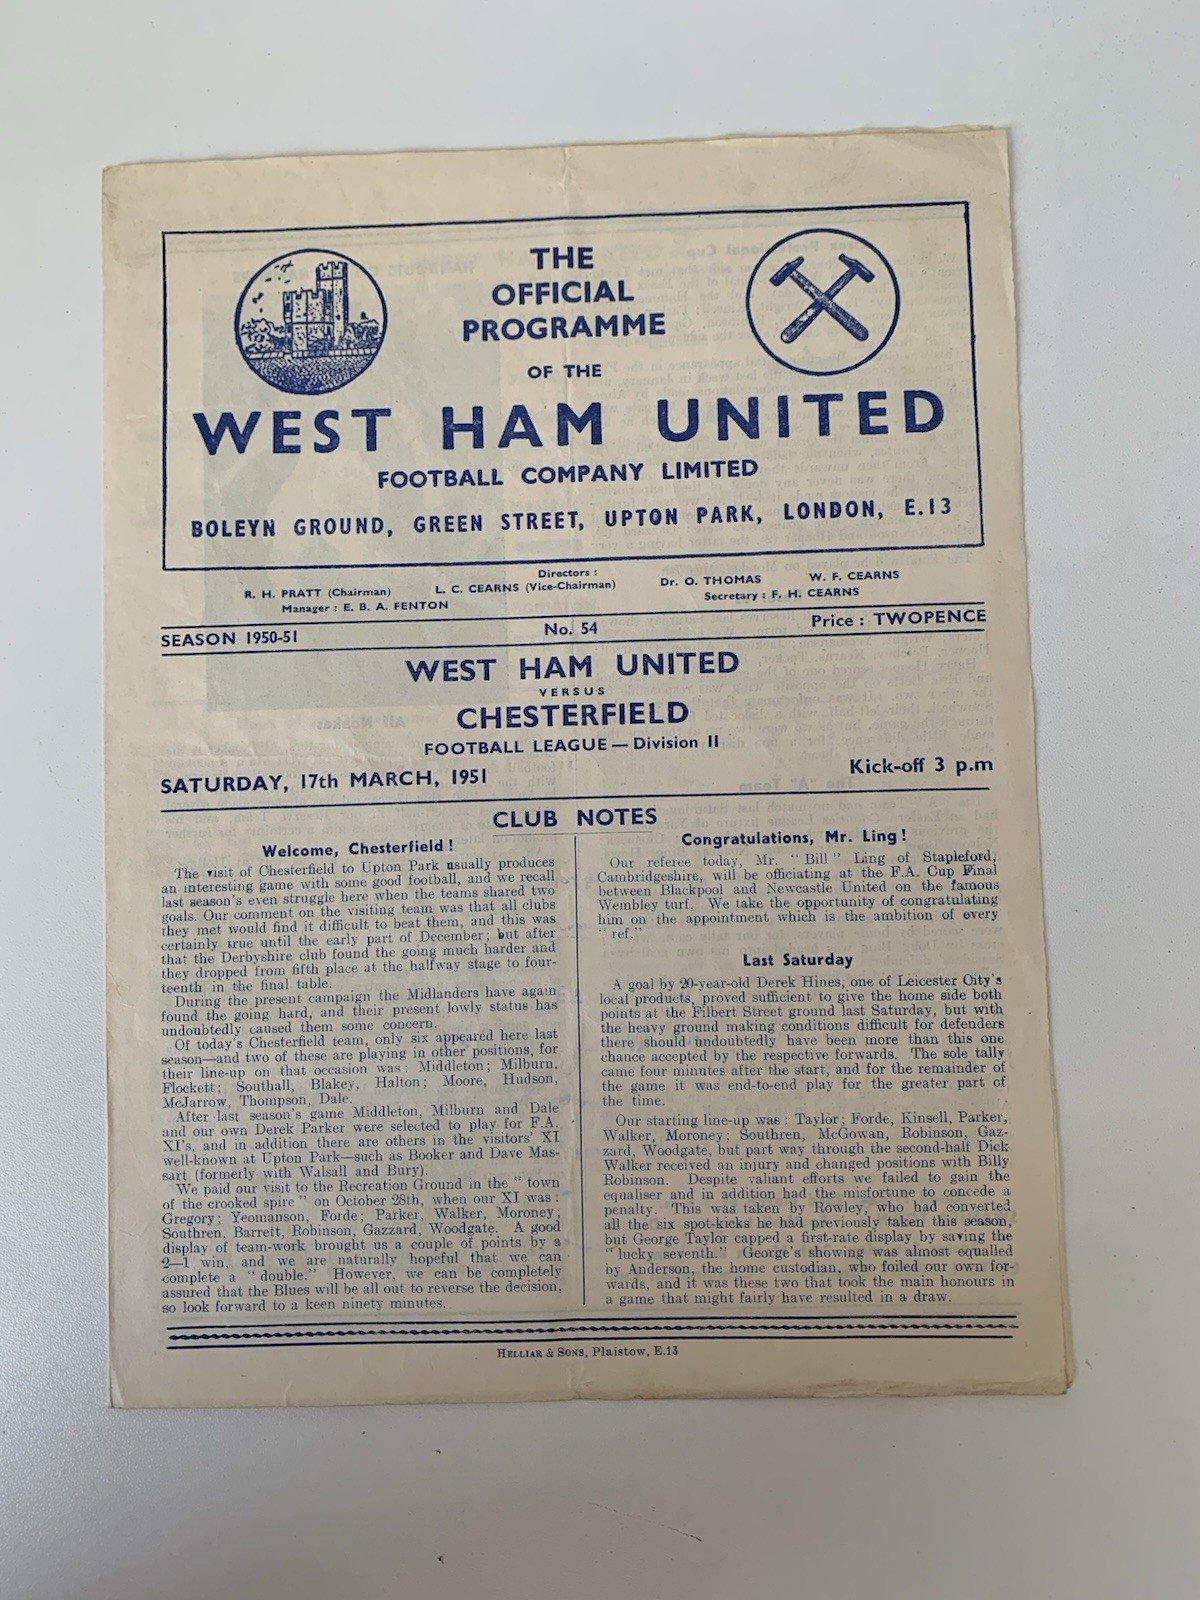 THE
OFFICIAL
PROGRAMME
OF THE
WEST HAM UNITED
FOOTBALL COMPANY LIMITED
BOLEYN GROUND, GREEN STREET, UPTON PARK, LONDON, E.13
Directors :
R. H. PRATT (Chairman) L. C. CEARNS (Vice-Chairman) Dr. O. THOMAS W. F. CEARNS
Manager : E. B. A. FENTON Secretary : F. H. CEARNS
SEASON 1950-51 No. 54 Price : TWOPENCE
WEST HAM UNITED
VERSUS
CHESTERFIELD
FOOTBALL LEAGUE — Division II
SATURDAY, 17th MARCH, 1951 Kick-off 3 p.m
CLUB NOTES
Welcome, Chesterfield !
The visit of Chesterfield to Upton Park usually produces
an interesting game with some good football, and we recall
last season's even struggle here when the teams shared two
goals. Our comment on the visiting team was that all clubs
they met would find it difficult to beat them, and this was
certainly true until the early part of December; but after
that the Derbyshire club found the going much harder and
they dropped from fifth place at the halfway stage to four-
teenth in the final table.
During the present campaign the Midlanders have again
found the going hard, and their present lowly status has
undoubtedly caused them some concern.
Of today's Chesterfield team, only six appeared here last
season—and two of these are playing in other positions, for
their line-up on that occasion was : Middleton; Milburn,
Flockett; Southall, Blakey, Halton; Moore, Hudson,
McJarrow, Thompson, Dale.
After last season's game Middleton, Milburn and Dale
and our own Derek Parker were selected to play for F.A.
XI's, and in addition there are others in the visitors' XI
well-known at Upton Park—such as Booker and Dave Mas-
sart (formerly with Walsall and Bury).
We paid our visit to the Recreation Ground in the " town
of the crooked spire " on October 28th, when our XI was :
Gregory; Yeomanson, Forde; Parker, Walker, Moroney;
Southren, Barrett, Robinson, Gazzard, Woodgate. A good
display of team-work brought us a couple of points by a
2—1 win, and we are naturally hopeful that we can
complete a " double." However, we can be completely
assured that the Blues will be all out to reverse the decision,
so look forward to a keen ninety minutes.
Congratulations, Mr. Ling !
Our referee today, Mr. " Bill " Ling of Stapleford,
Cambridgeshire, will be officiating at the F.A. Cup Final
between Blackpool and Newcastle United on the famous
Wembley turf. We take the opportunity of congratulating
him on the appointment which is the ambition of every
" ref."
Last Saturday
A goal by 20-year-old Derek Hines, one of Leicester City's
local products, proved sufficient to give the home side both
points at the Filbert Street ground last Saturday, but with
the heavy ground making conditions difficult for defenders
there should undoubtedly have been more than this one
chance accepted by the respective forwards. The sole tally
came four minutes after the start, and for the remainder of
the game it was end-to-end play for the greater part of
the time.
Our starting line-up was : Taylor; Forde, Kinsell, Parker,
Walker, Moroney; Southren, McGowan, Robinson, Gaz-
zard, Woodgate, but part way through the second-half Dick
Walker received an injury and changed positions with Billy
Robinson. Despite valiant efforts we failed to gain the
equaliser and in addition had the misfortune to concede a
penalty. This was taken by Rowley, who had converted
all the six spot-kicks he had previously taken this season,
but George Taylor capped a first-rate display by saving the
" lucky seventh." George's showing was almost equalled
by Anderson, the home custodian, who foiled our own for-
wards, and it was these two that took the main honours in
a game that might fairly have resulted in a draw.
HELLIAR & SONS, Plaistow, E.13